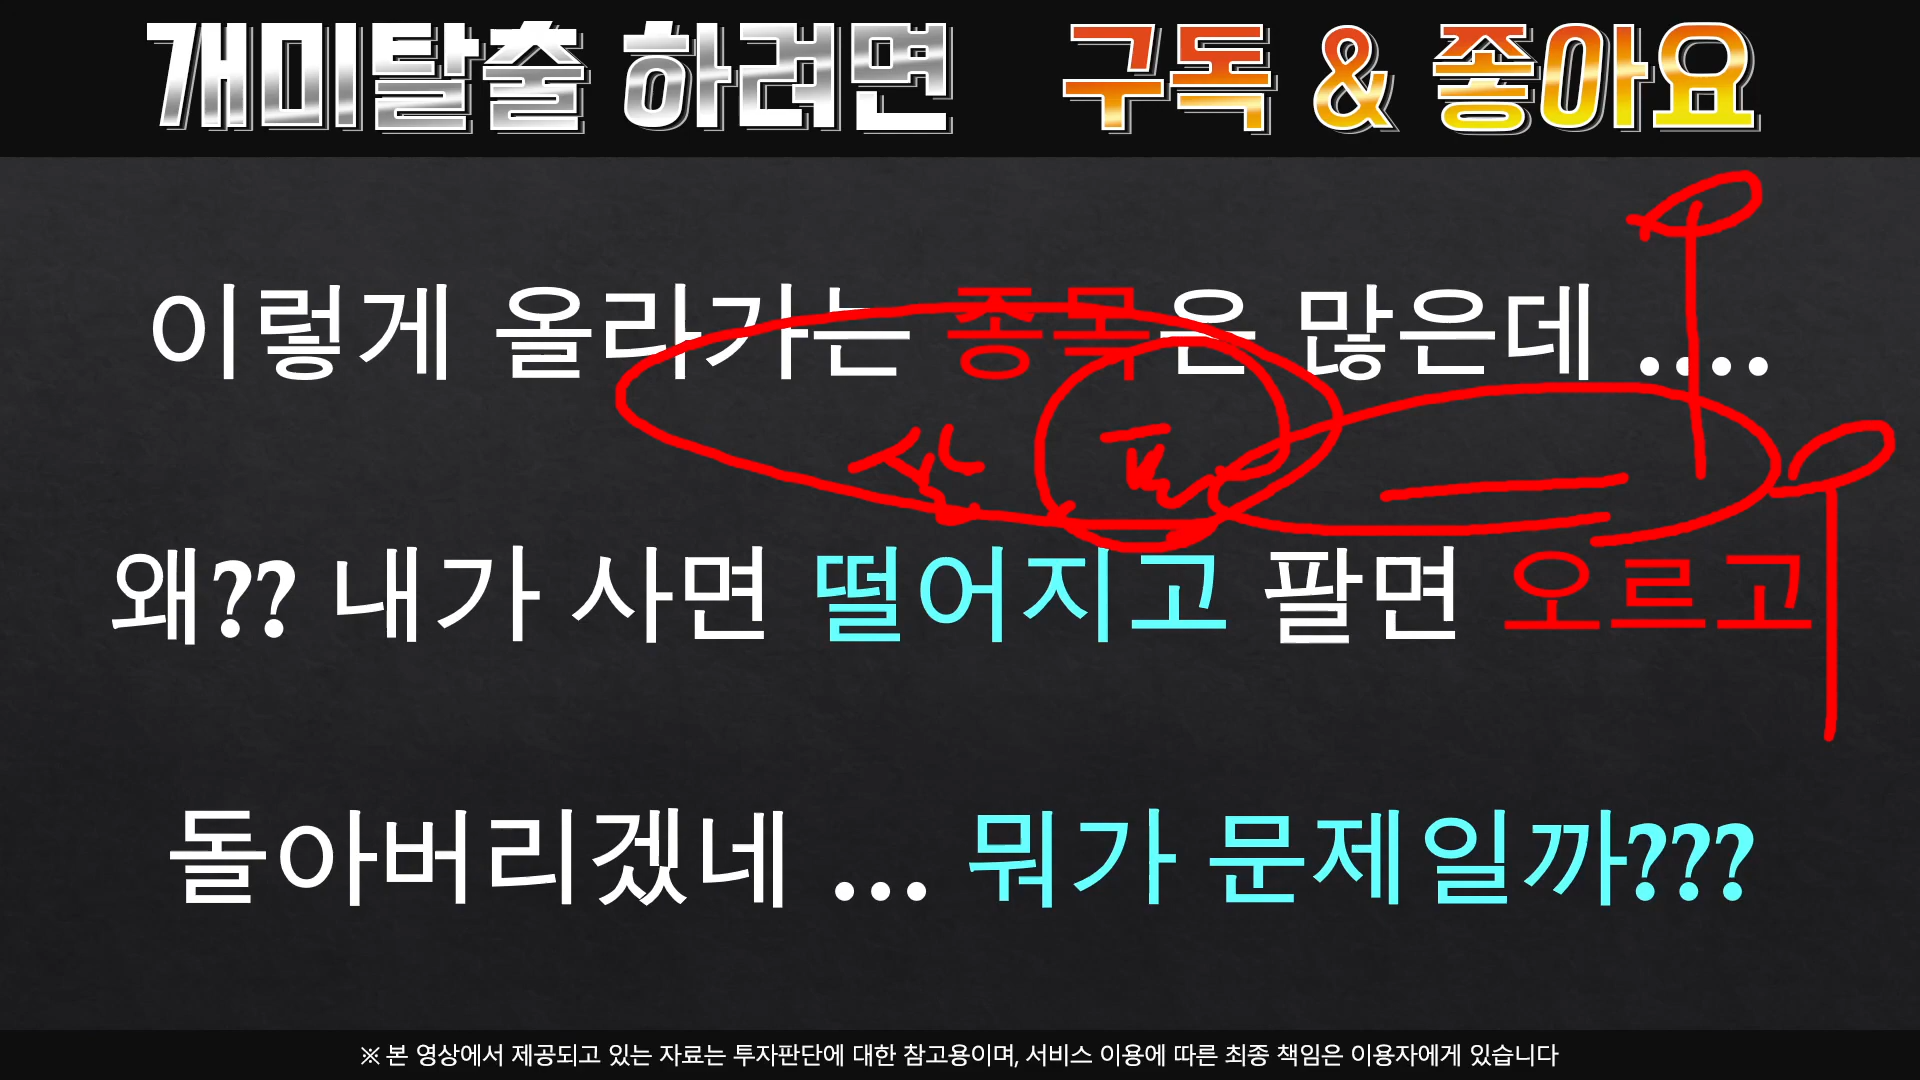 개미탈출 하려면 구독 & 좋아요
이렇게 올라가는 종목은 많은데 ....
왜?? 내가 사면 떨어지고 팔면 오르고
돌아버리겠네 ... 뭐가 문제일까???
※ 본 영상에서 제공되고 있는 자료는 투자판단에 대한 참고용이며, 서비스 이용에 따른 최종 책임은 이용자에게 있습니다